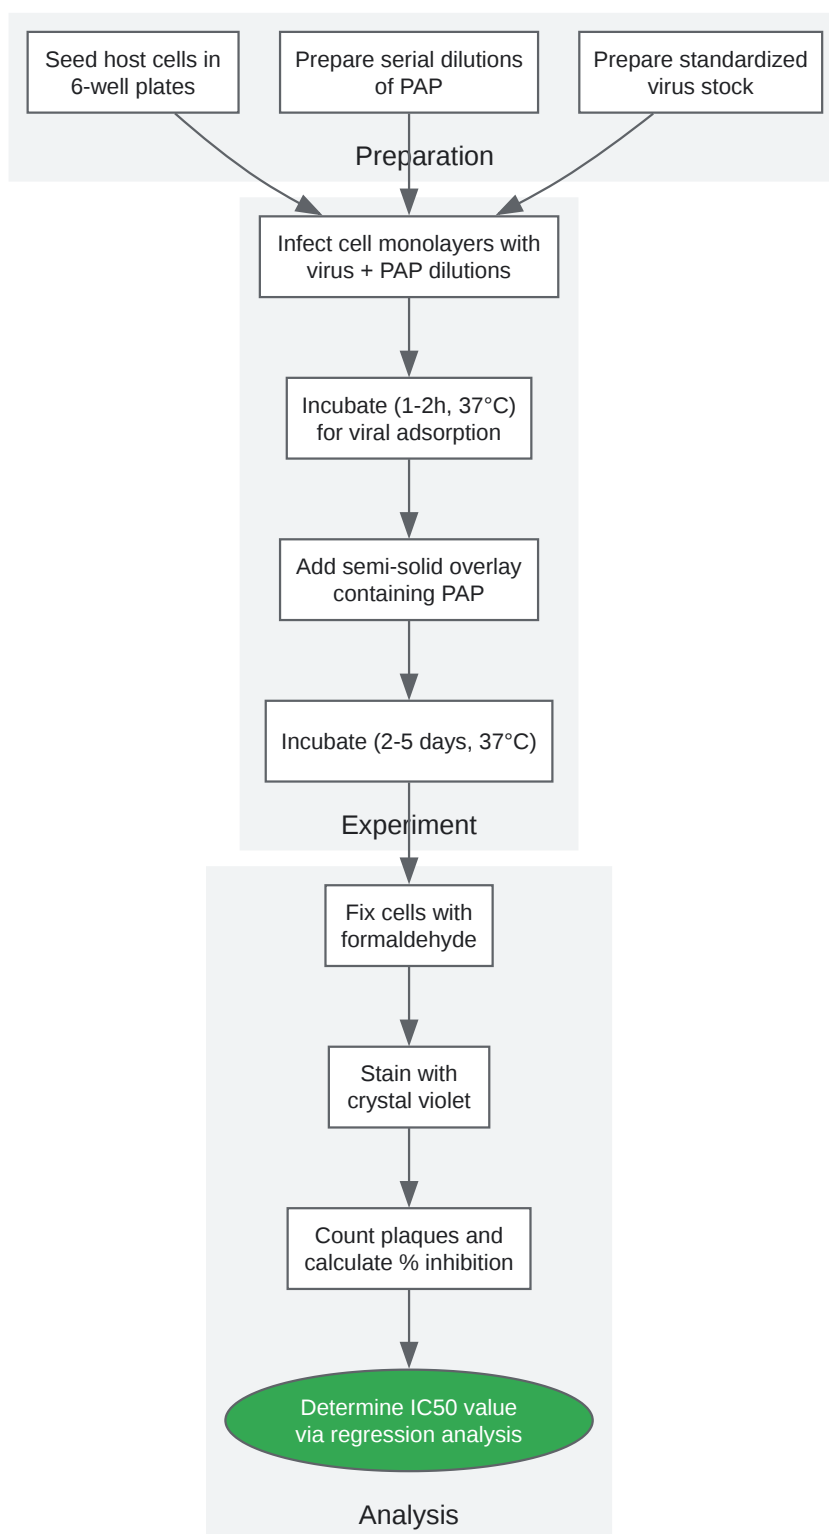 Seed host cells in
6-well plates
Prepare serial dilutions
of PAP
Prepare standardized
virus stock
Preparation
Infect cell monolayers with
virus + PAP dilutions
Incubate (1-2h, 37°C)
for viral adsorption
Add semi-solid overlay
containing PAP
Incubate (2-5 days, 37°C)
Experiment
Fix cells with
formaldehyde
Stain with
crystal violet
Count plaques and
calculate % inhibition
Determine IC50 value
via regression analysis
Analysis